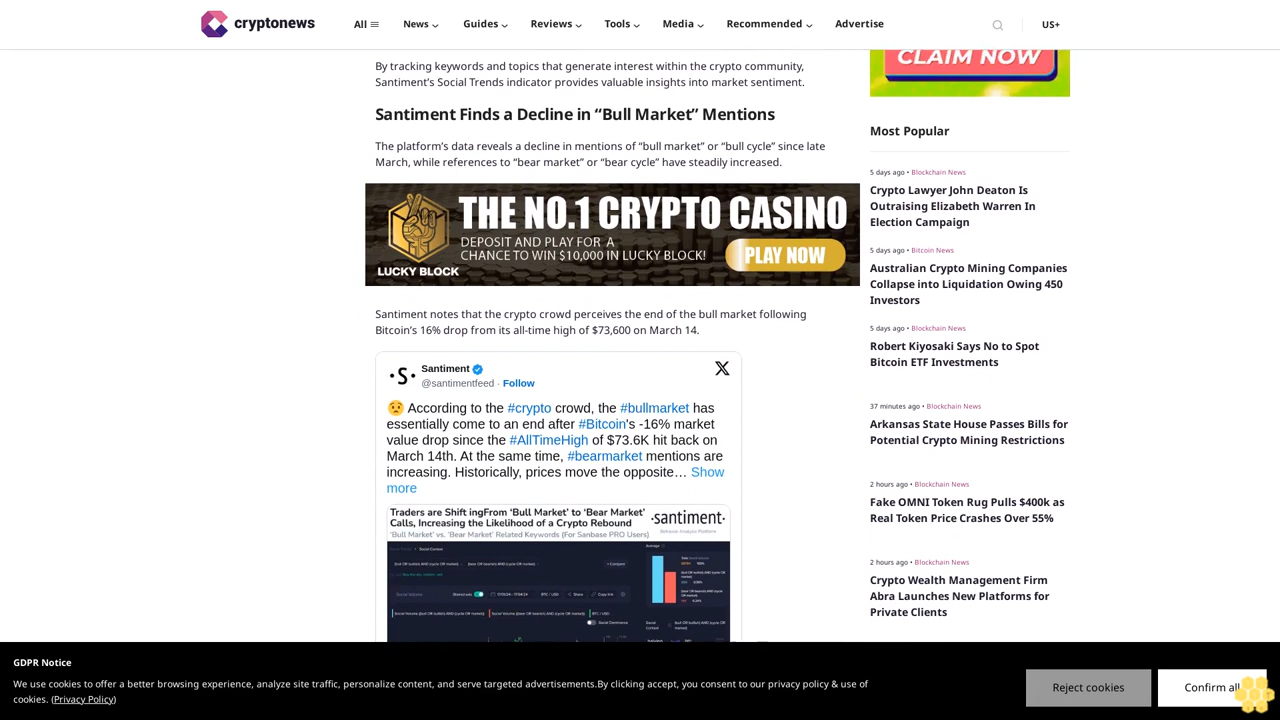 cryptonews
All
News
Guides
Reviews
Tools
Media
Recommended
Advertise
US+
By tracking keywords and topics that generate interest within the crypto community,
Santiment's Social Trends indicator provides valuable insights into market sentiment.
Santiment Finds a Decline in “Bull Market” Mentions
The platform's data reveals a decline in mentions of “bull market” or “bull cycle” since late
March, while references to “bear market” or “bear cycle” have steadily increased.
THE NO.1 CRYPTO CASINO
DEPOSIT AND PLAY FOR A
CHANCE TO WIN $10,000 IN LUCKY BLOCK!
PLAY NOW
LUCKY BLOCK
Santiment notes that the crypto crowd perceives the end of the bull market following
Bitcoin's 16% drop from its all-time high of $73,600 on March 14.
·S·
Santiment
@santimentfeed · Follow
😟 According to the #crypto crowd, the #bullmarket has
essentially come to an end after #Bitcoin's -16% market
value drop since the #AllTimeHigh of $73.6K hit back on
March 14th. At the same time, #bearmarket mentions are
increasing. Historically, prices move the opposite… Show
more
Traders are Shift ingFrom 'Bull Market' to 'Bear Market'
Calls, Increasing the Likelihood of a Crypto Rebound
'Bull Market' vs. 'Bear Market' Related Keywords (For Sanbase PRO Users)
·santiment·
CLAIM NOW
Most Popular
5 days ago • Blockchain News
Crypto Lawyer John Deaton Is
Outraising Elizabeth Warren In
Election Campaign
5 days ago • Bitcoin News
Australian Crypto Mining Companies
Collapse into Liquidation Owing 450
Investors
5 days ago • Blockchain News
Robert Kiyosaki Says No to Spot
Bitcoin ETF Investments
37 minutes ago • Blockchain News
Arkansas State House Passes Bills for
Potential Crypto Mining Restrictions
2 hours ago • Blockchain News
Fake OMNI Token Rug Pulls $400k as
Real Token Price Crashes Over 55%
2 hours ago • Blockchain News
Crypto Wealth Management Firm
Abra Launches New Platforms for
Private Clients
GDPR Notice
We use cookies to offer a better browsing experience, analyze site traffic, personalize content, and serve targeted advertisements.By clicking accept, you consent to our privacy policy & use of
cookies. (Privacy Policy)
Reject cookies
Confirm all